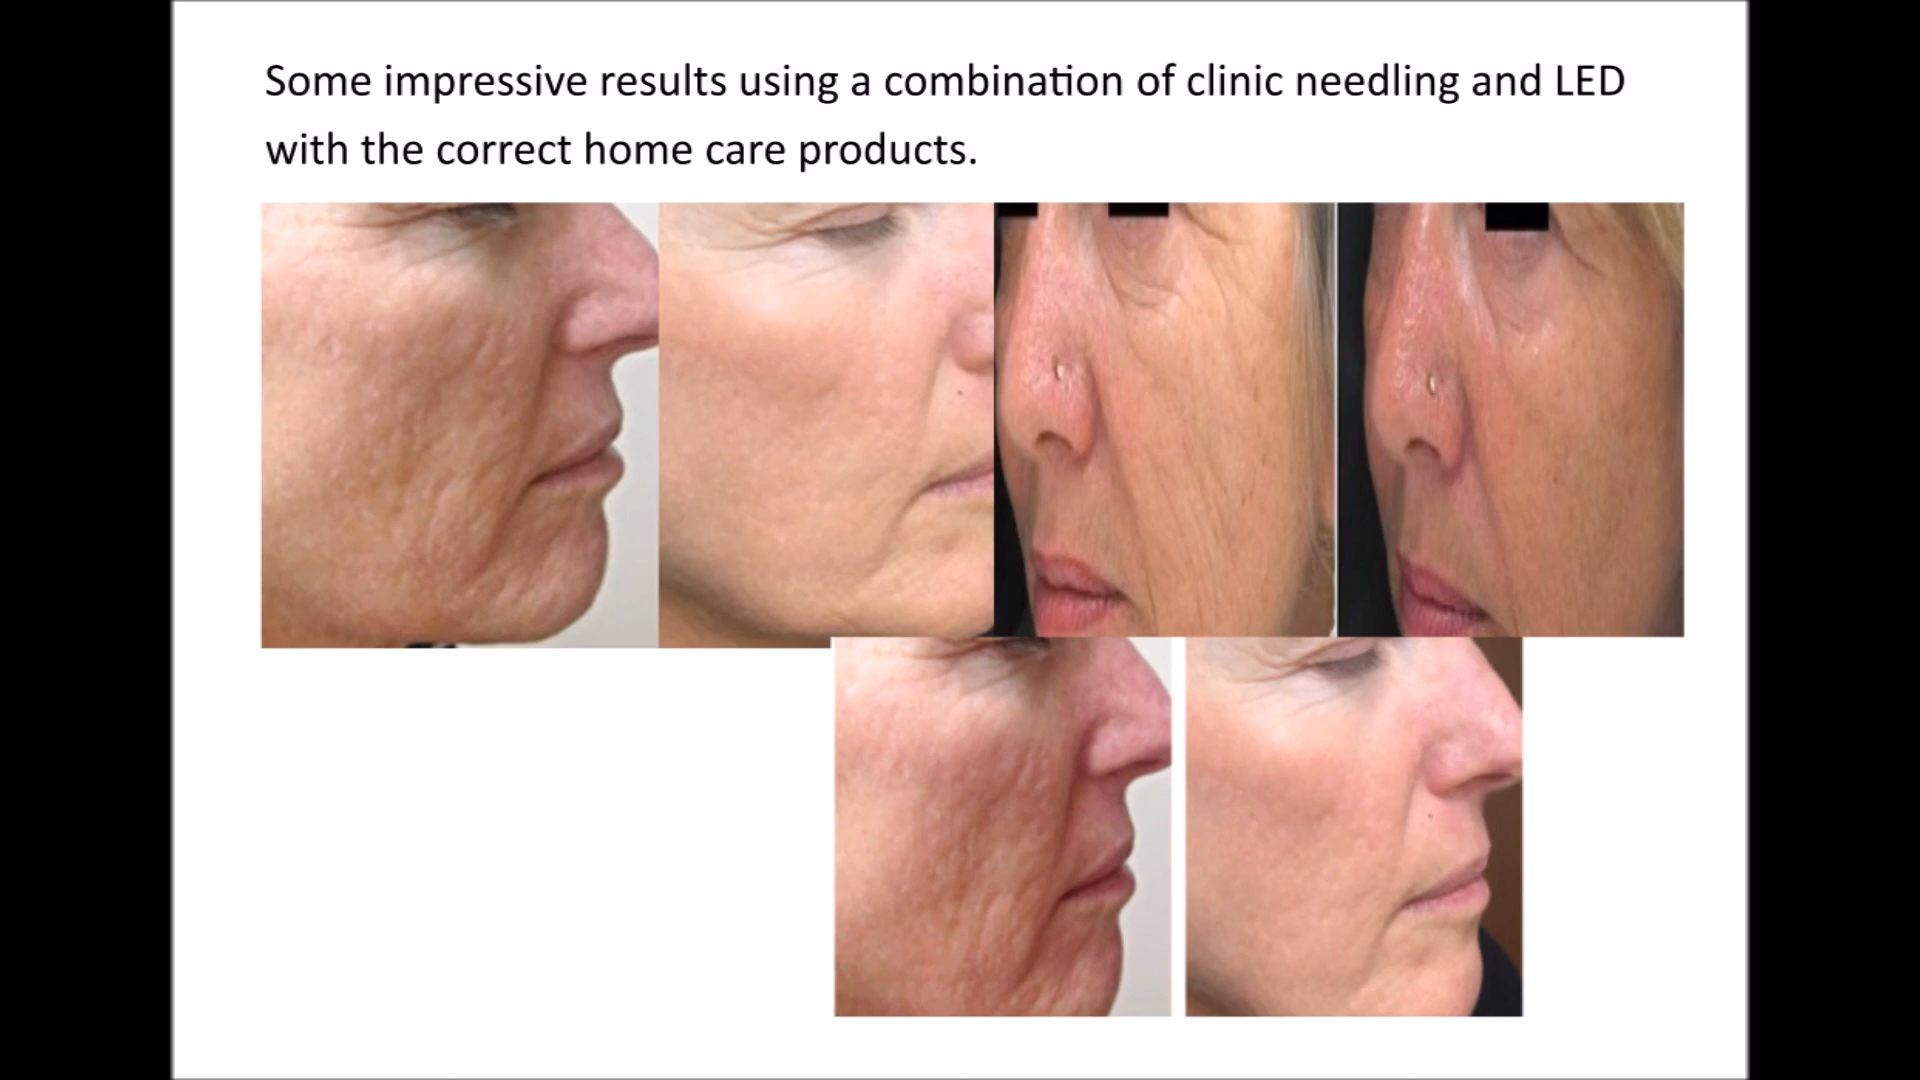 Some impressive results using a combination of clinic needling and LED
with the correct home care products.